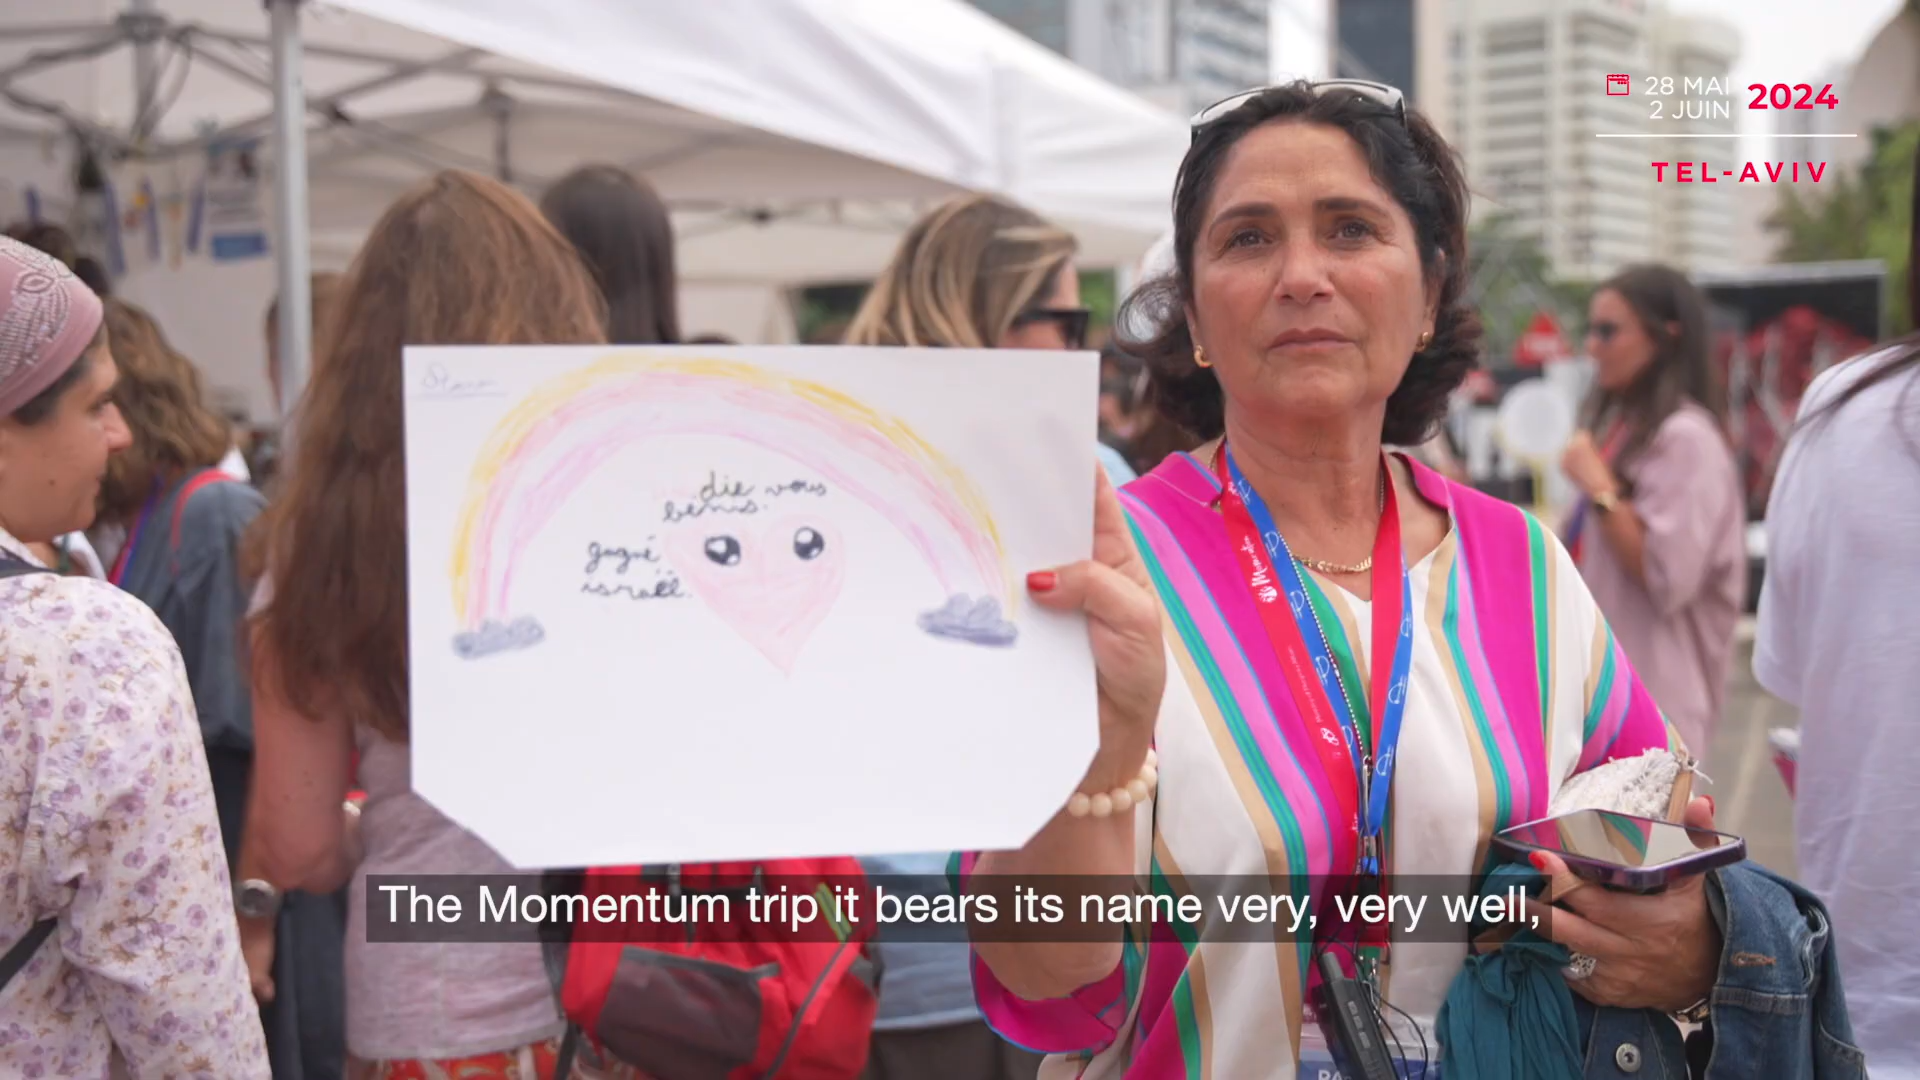 28 MAI
2 JUIN 2024
TEL-AVIV
die vous
bénis.
gagné
israël.
Momentum
The Momentum trip it bears its name very, very well,